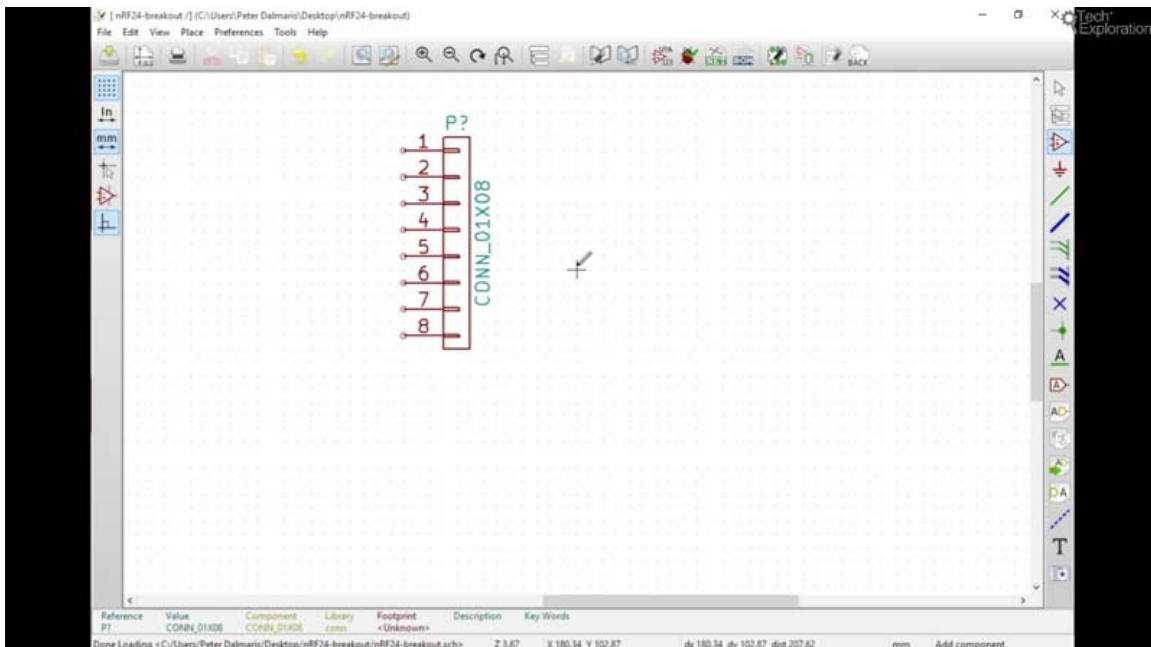 [ nRF24-breakout /] (C:\Users\Peter Dalmaris\Desktop\nRF24-breakout)
Tech
Exploration
File Edit View Place Preferences Tools Help
BACK
In
mm
P?
1
2
3
4
5
6
7
8
CONN_01X08
A
A
AD
DA
T
Reference Value Component Library Footprint Description Key Words
P? CONN_01X08 CONN_01X08 conn <Unknown>
Done Loading <C:/Users/Peter Dalmaris/Desktop/nRF24-breakout/nRF24-breakout.sch> Z 3.67 X 180.34 Y 102.87 dx 180.34 dy 102.87 dist 207.62 mm Add component